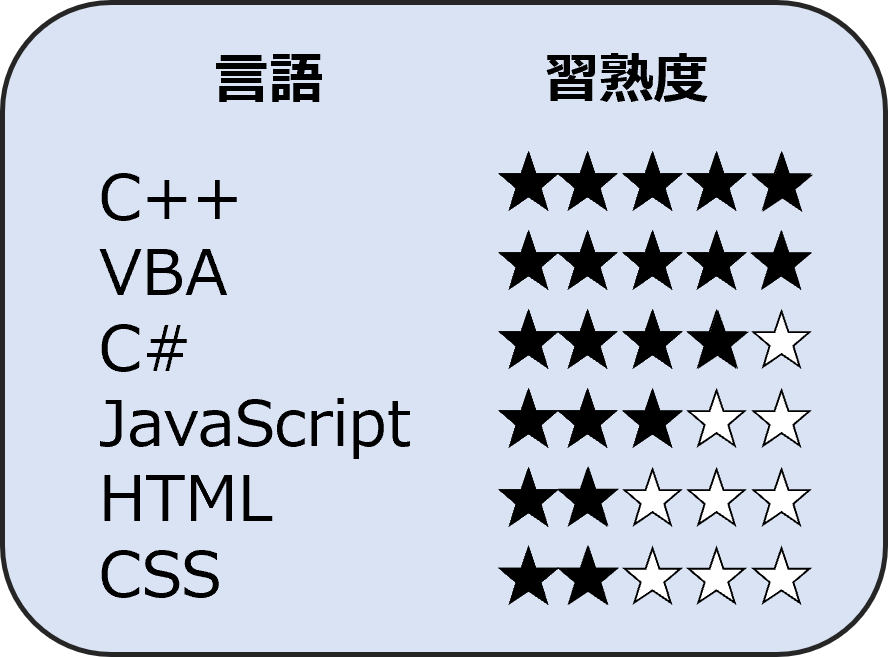 言語 習熟度
C++ ★★★★★
VBA ★★★★★
C# ★★★★☆
JavaScript ★★★☆☆
HTML ★★☆☆☆
CSS ★★☆☆☆